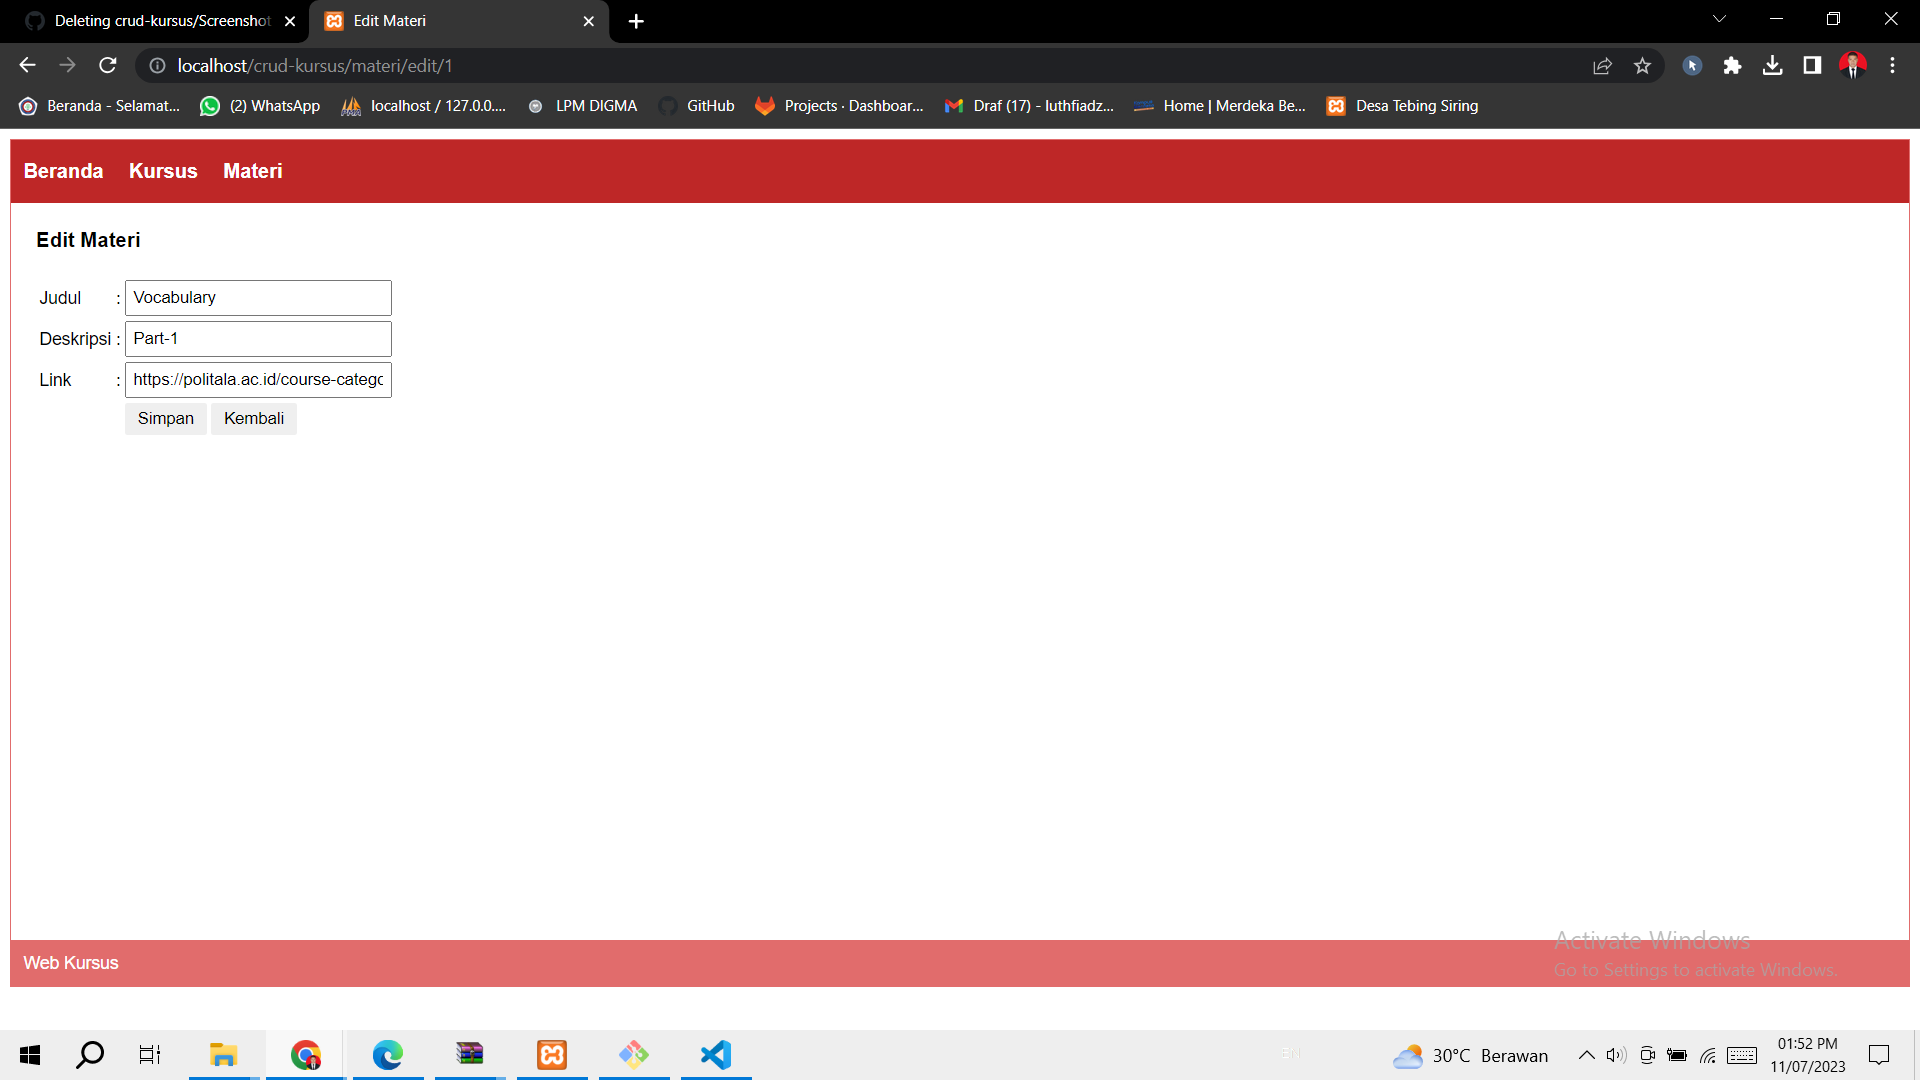 Deleting crud-kursus/Screenshot
Edit Materi
localhost/crud-kursus/materi/edit/1
Beranda - Selamat...
(2) WhatsApp
localhost / 127.0.0....
LPM DIGMA
GitHub
Projects · Dashboar...
Draf (17) - luthfiadz...
Home | Merdeka Be...
Desa Tebing Siring
Beranda Kursus Materi
Edit Materi
Judul : Vocabulary
Deskripsi : Part-1
Link : https://politala.ac.id/course-catego
Simpan Kembali
Activate Windows
Go to Settings to activate Windows.
Web Kursus
30°C Berawan
01:52 PM
11/07/2023